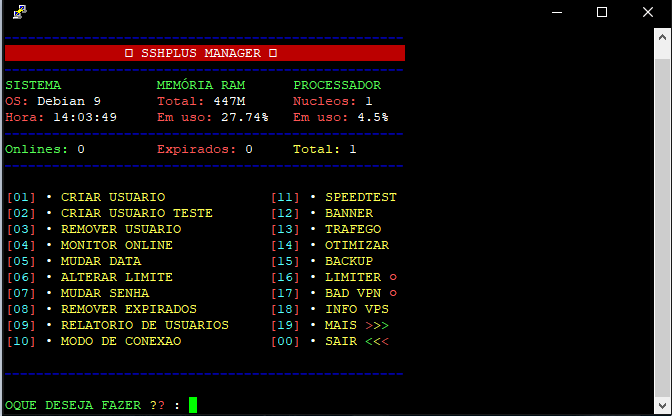 SSHPLUS MANAGER
SISTEMA MEMÓRIA RAM PROCESSADOR
OS: Debian 9 Total: 447M Nucleos: 1
Hora: 14:03:49 Em uso: 27.74% Em uso: 4.5%
Onlines: 0 Expirados: 0 Total: 1
[01] • CRIAR USUARIO [11] • SPEEDTEST
[02] • CRIAR USUARIO TESTE [12] • BANNER
[03] • REMOVER USUARIO [13] • TRAFEGO
[04] • MONITOR ONLINE [14] • OTIMIZAR
[05] • MUDAR DATA [15] • BACKUP
[06] • ALTERAR LIMITE [16] • LIMITER ○
[07] • MUDAR SENHA [17] • BAD VPN ○
[08] • REMOVER EXPIRADOS [18] • INFO VPS
[09] • RELATORIO DE USUARIOS [19] • MAIS >>>
[10] • MODO DE CONEXAO [00] • SAIR <<<
OQUE DESEJA FAZER ?? :